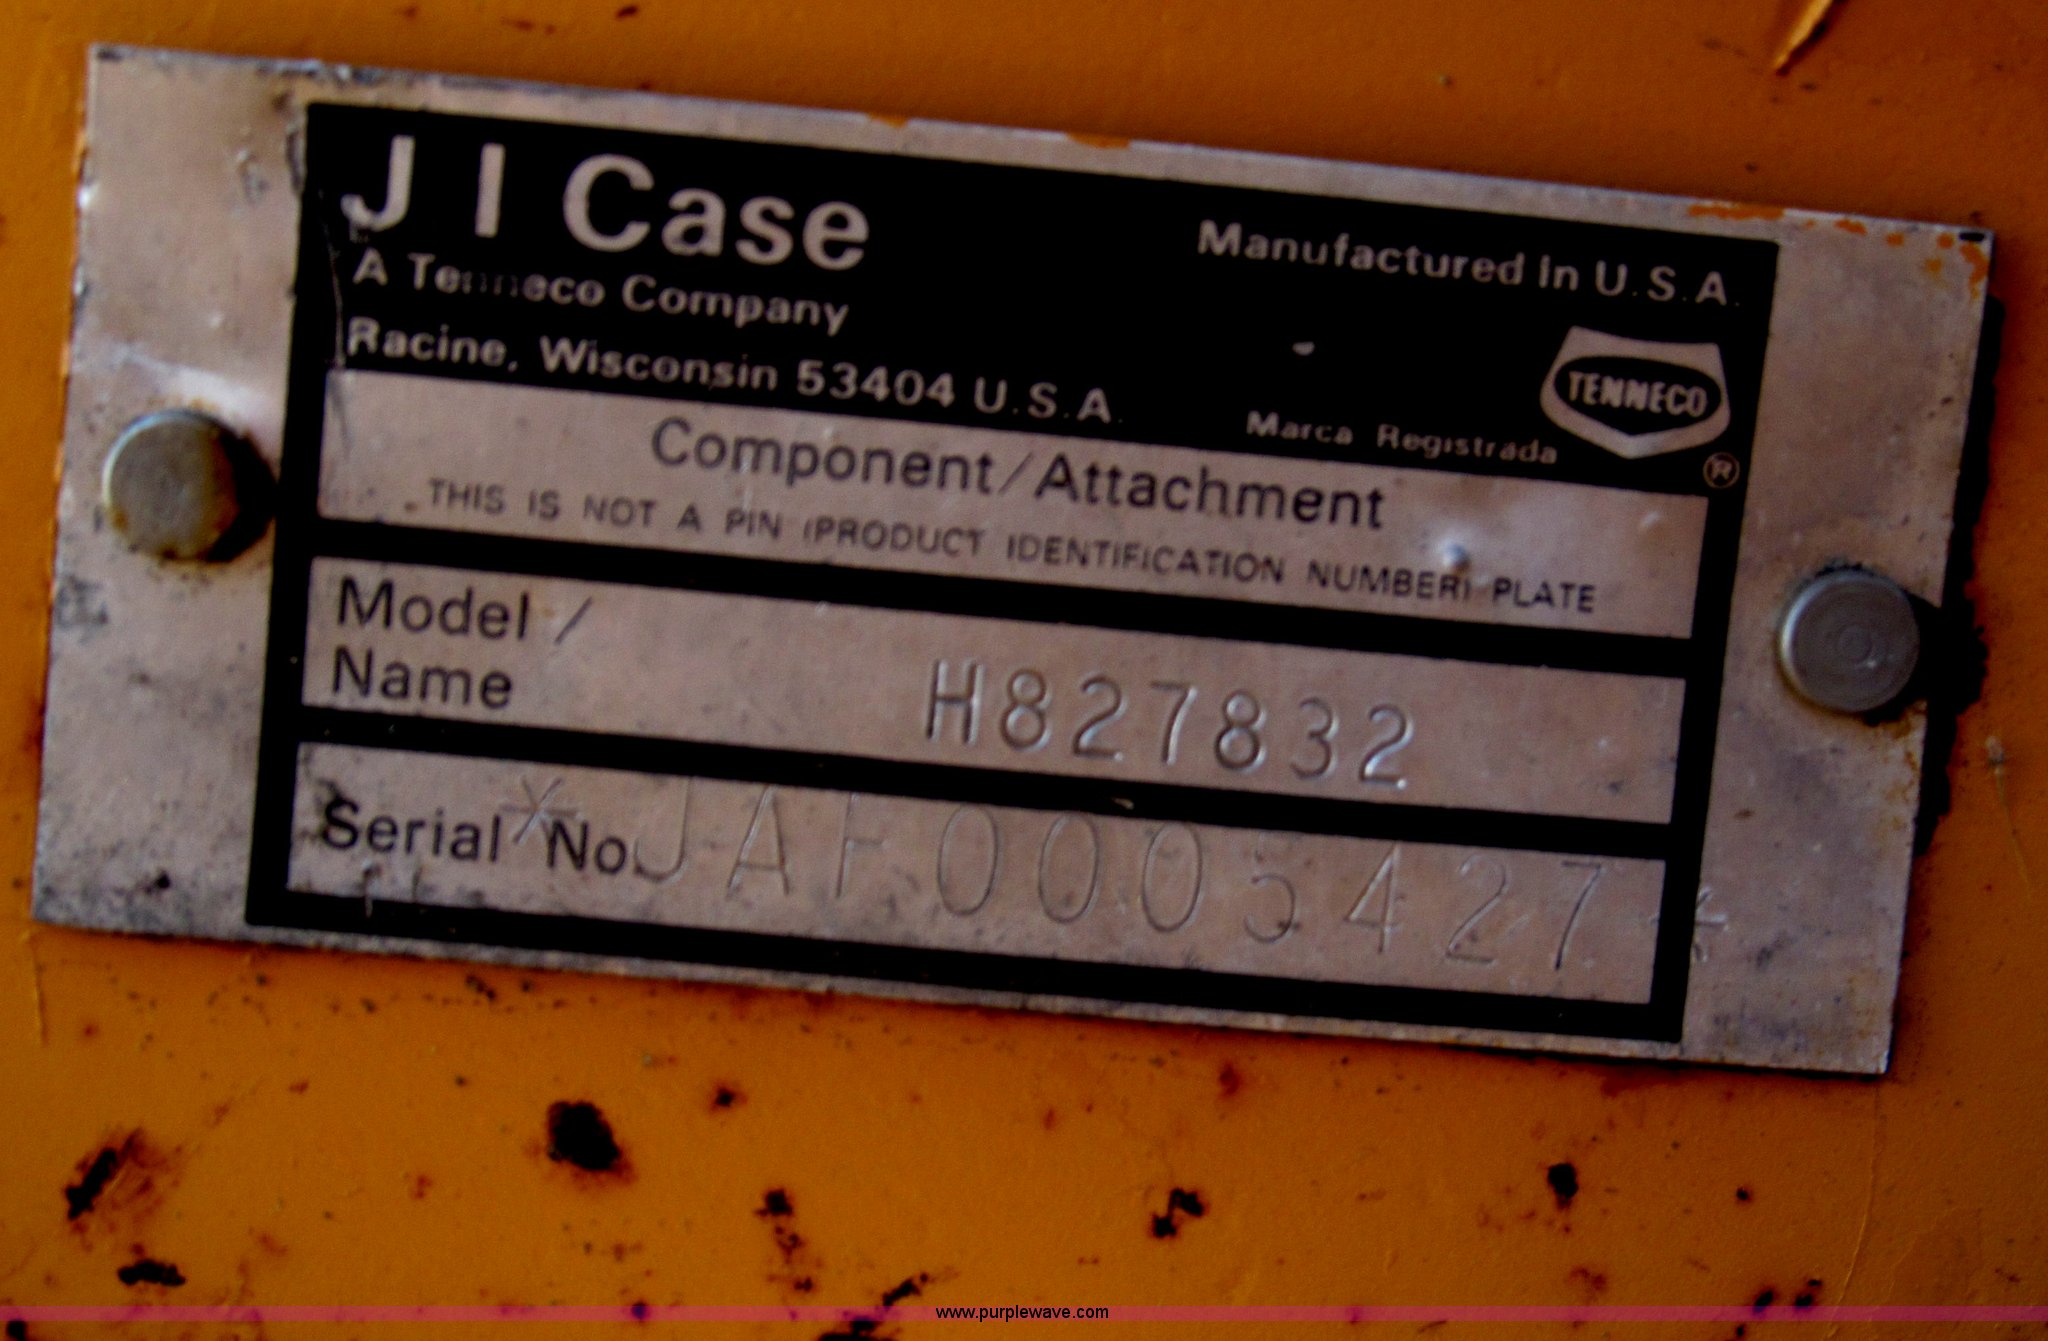 J I Case
A Tenneco Company
Racine, Wisconsin 53404 U.S.A.
Manufactured in U.S.A.
TENNECO
Marca Registrada
®
Component/Attachment
THIS IS NOT A PIN (PRODUCT IDENTIFICATION NUMBER) PLATE
Model /
Name H827832
Serial No. *JAF0005427*
www.purplewave.com